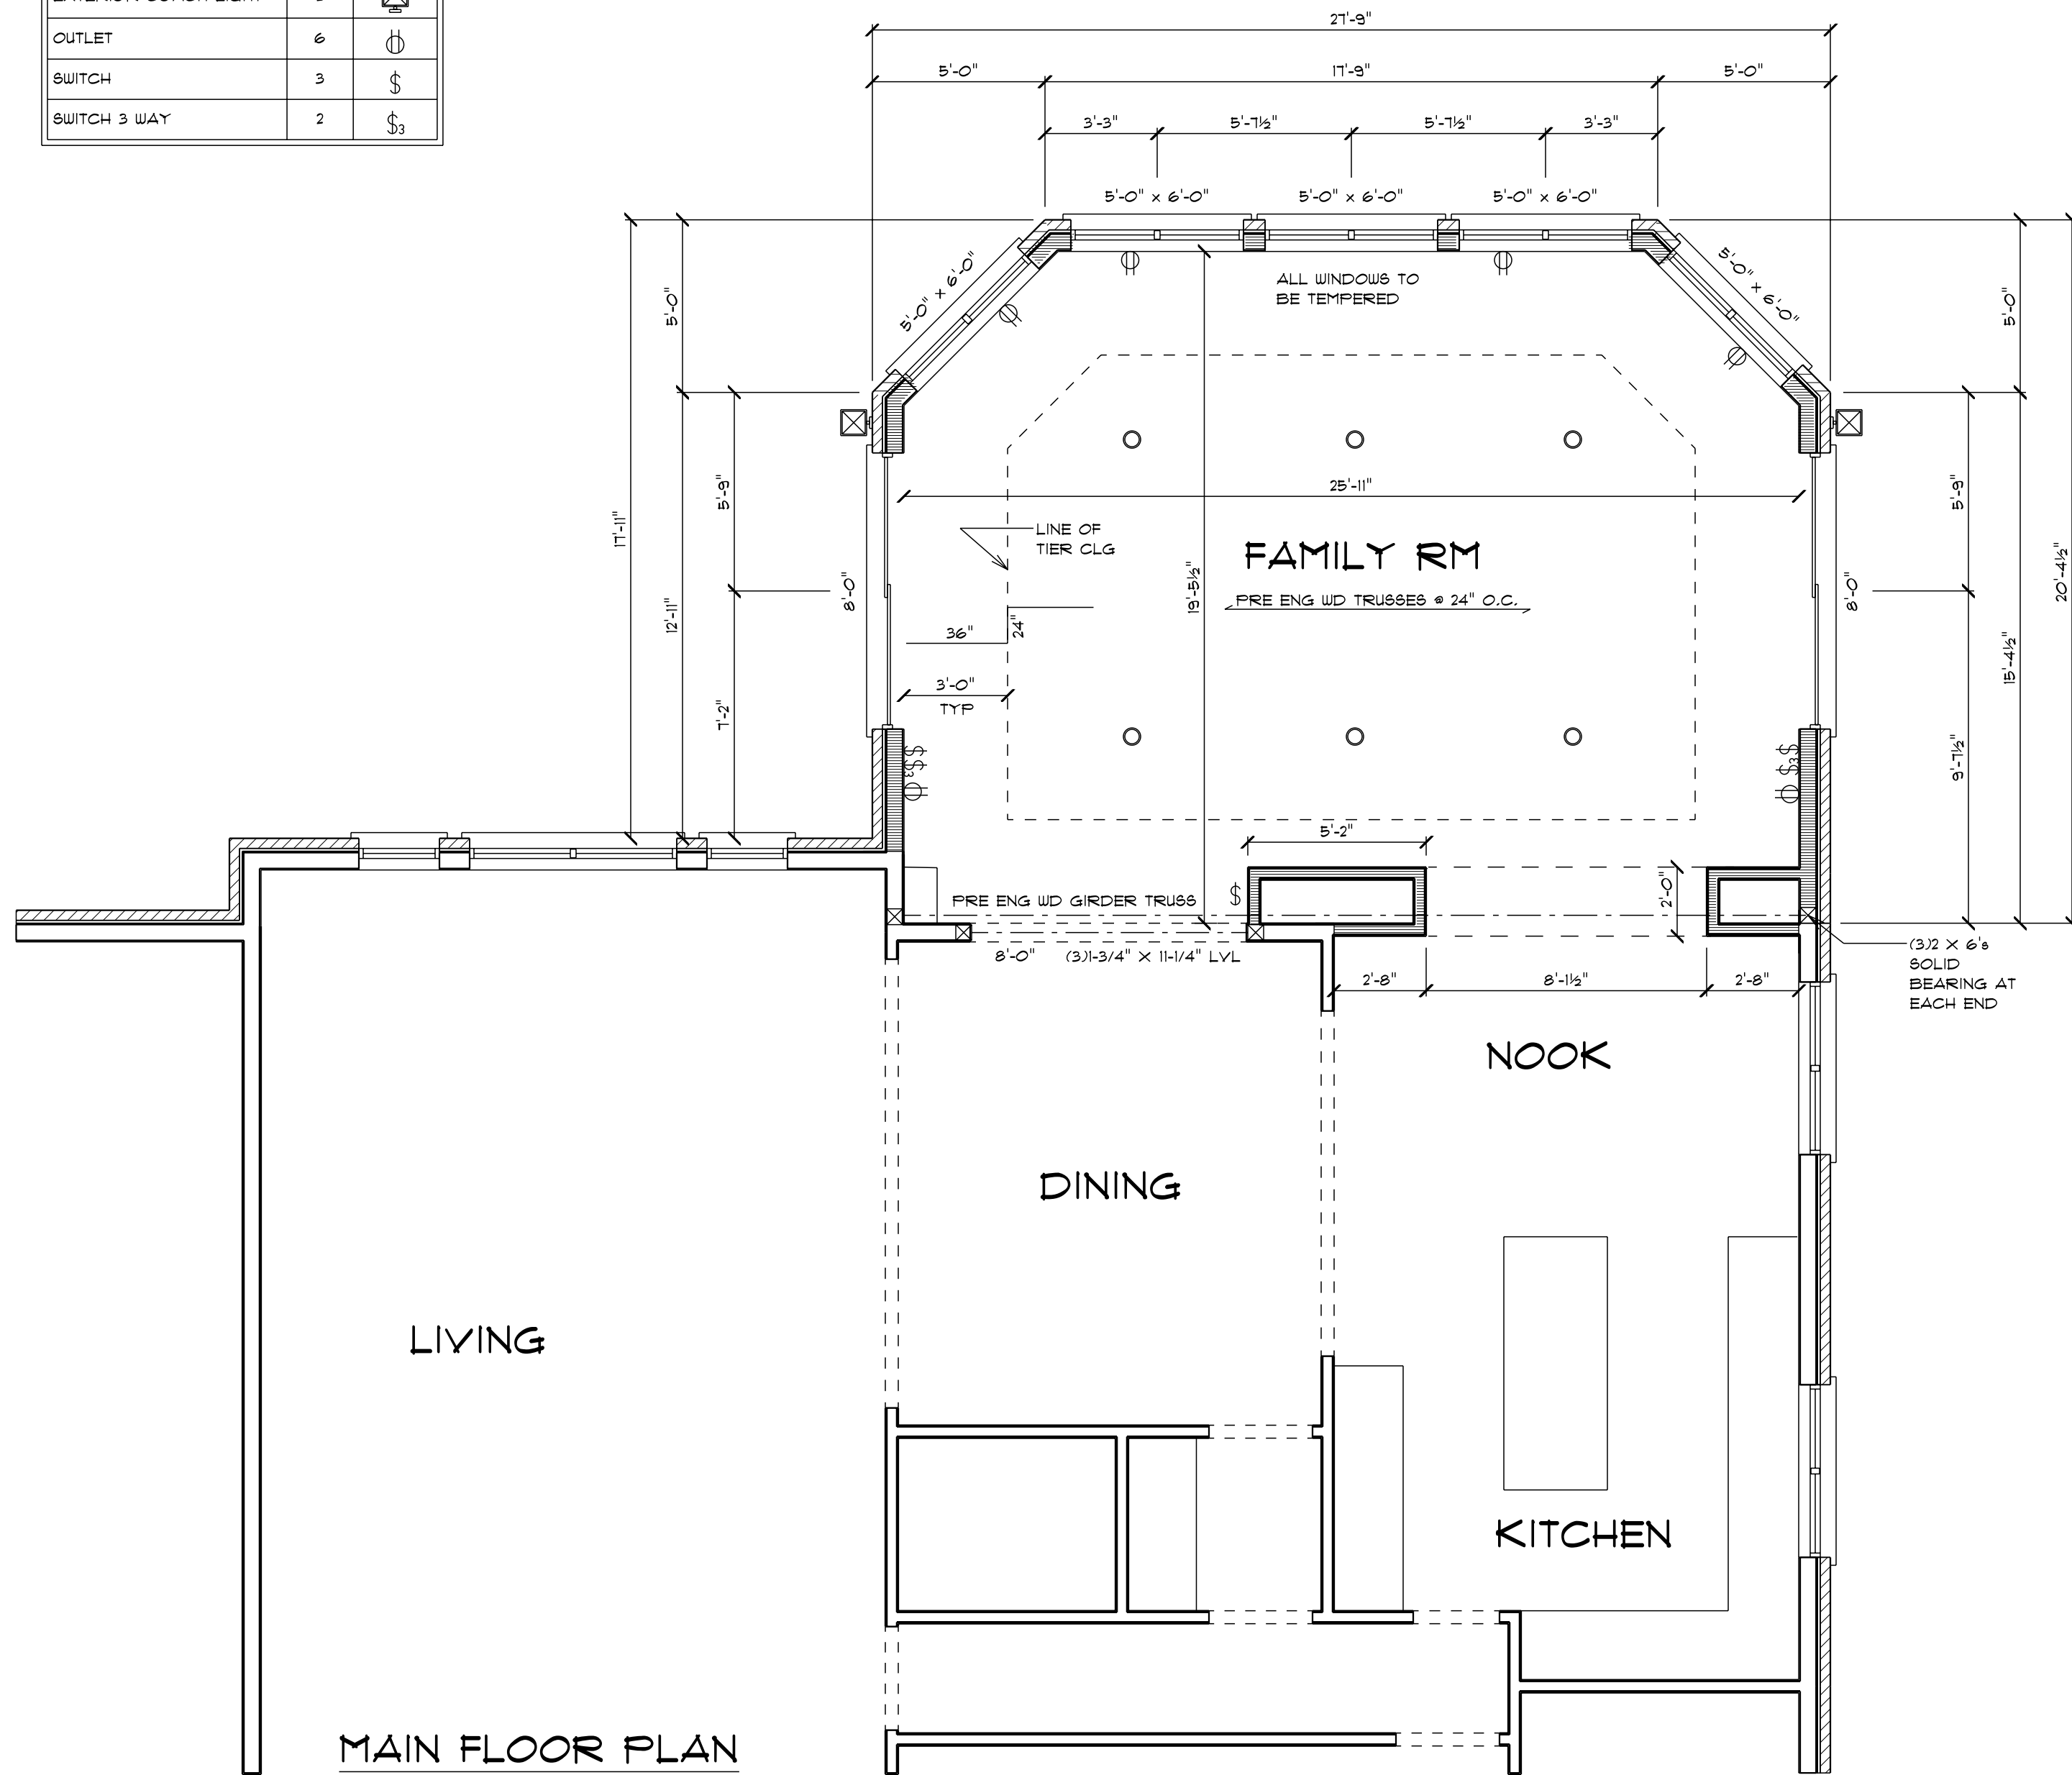 OUTLET 6
SWITCH 3 $
SWITCH 3 WAY 2 $3
27'-9"
5'-0" 17'-9" 5'-0"
3'-3" 5'-7½" 5'-7½" 3'-3"
5'-0" x 6'-0" 5'-0" x 6'-0" 5'-0" x 6'-0"
5'-0" x 6'-0"
5'-0" x 6'-0"
ALL WINDOWS TO
BE TEMPERED
5'-0"
5'-0"
17'-11"
12'-11"
5'-9"
7'-2"
8'-0"
25'-11"
LINE OF
TIER CLG
FAMILY RM
PRE ENG WD TRUSSES @ 24" O.C.
19'-5½"
36"
24"
3'-0"
TYP
8'-0"
5'-9"
9'-7½"
15'-4½"
20'-4½"
$
$3
$
$3
5'-2"
2'-0"
$
PRE ENG WD GIRDER TRUSS
8'-0" (3)1-3/4" X 11-1/4" LVL
2'-8" 8'-1½" 2'-8"
(3)2 X 6's
SOLID
BEARING AT
EACH END
NOOK
DINING
LIVING
KITCHEN
MAIN FLOOR PLAN